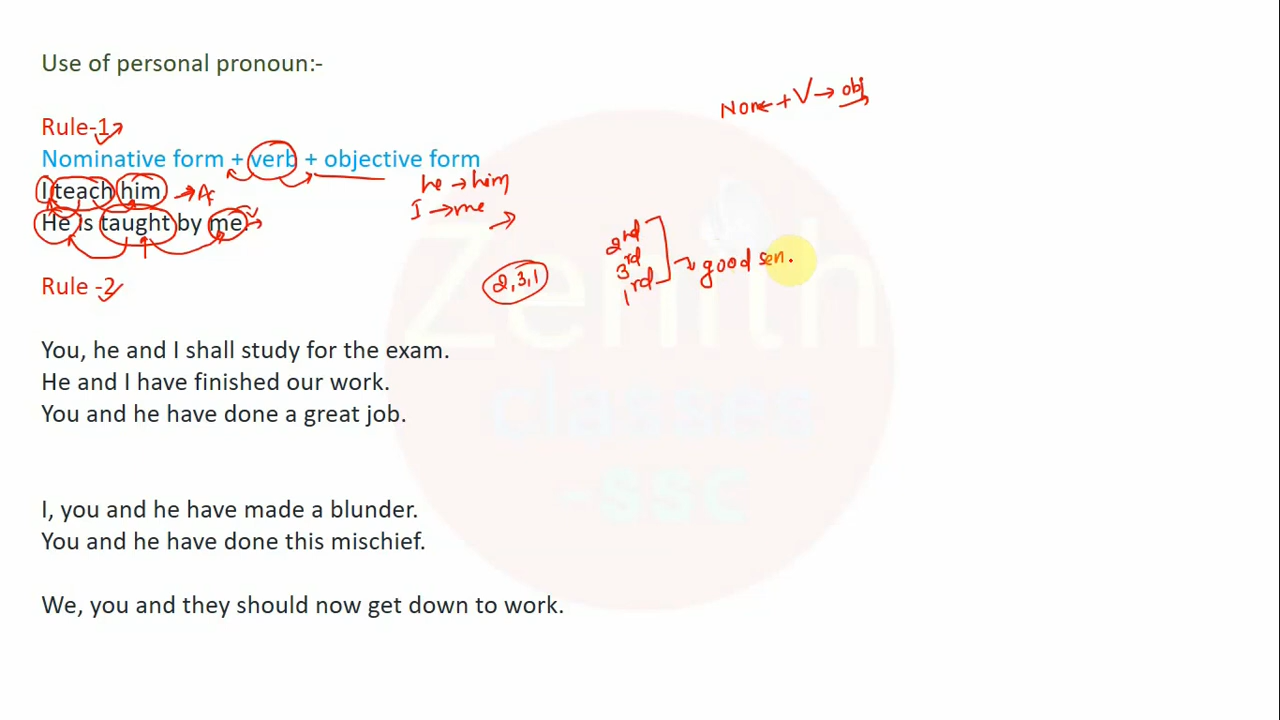 Use of personal pronoun:-
Nom + V → obj
Rule-1
Nominative form + verb + objective form
I teach him → A
he → him
He is taught by me.
I → me
2nd
3rd
1rd
→ good sen.
2,3,1
Rule -2
You, he and I shall study for the exam.
He and I have finished our work.
You and he have done a great job.
I, you and he have made a blunder.
You and he have done this mischief.
We, you and they should now get down to work.
Zenith
classes
-SSC